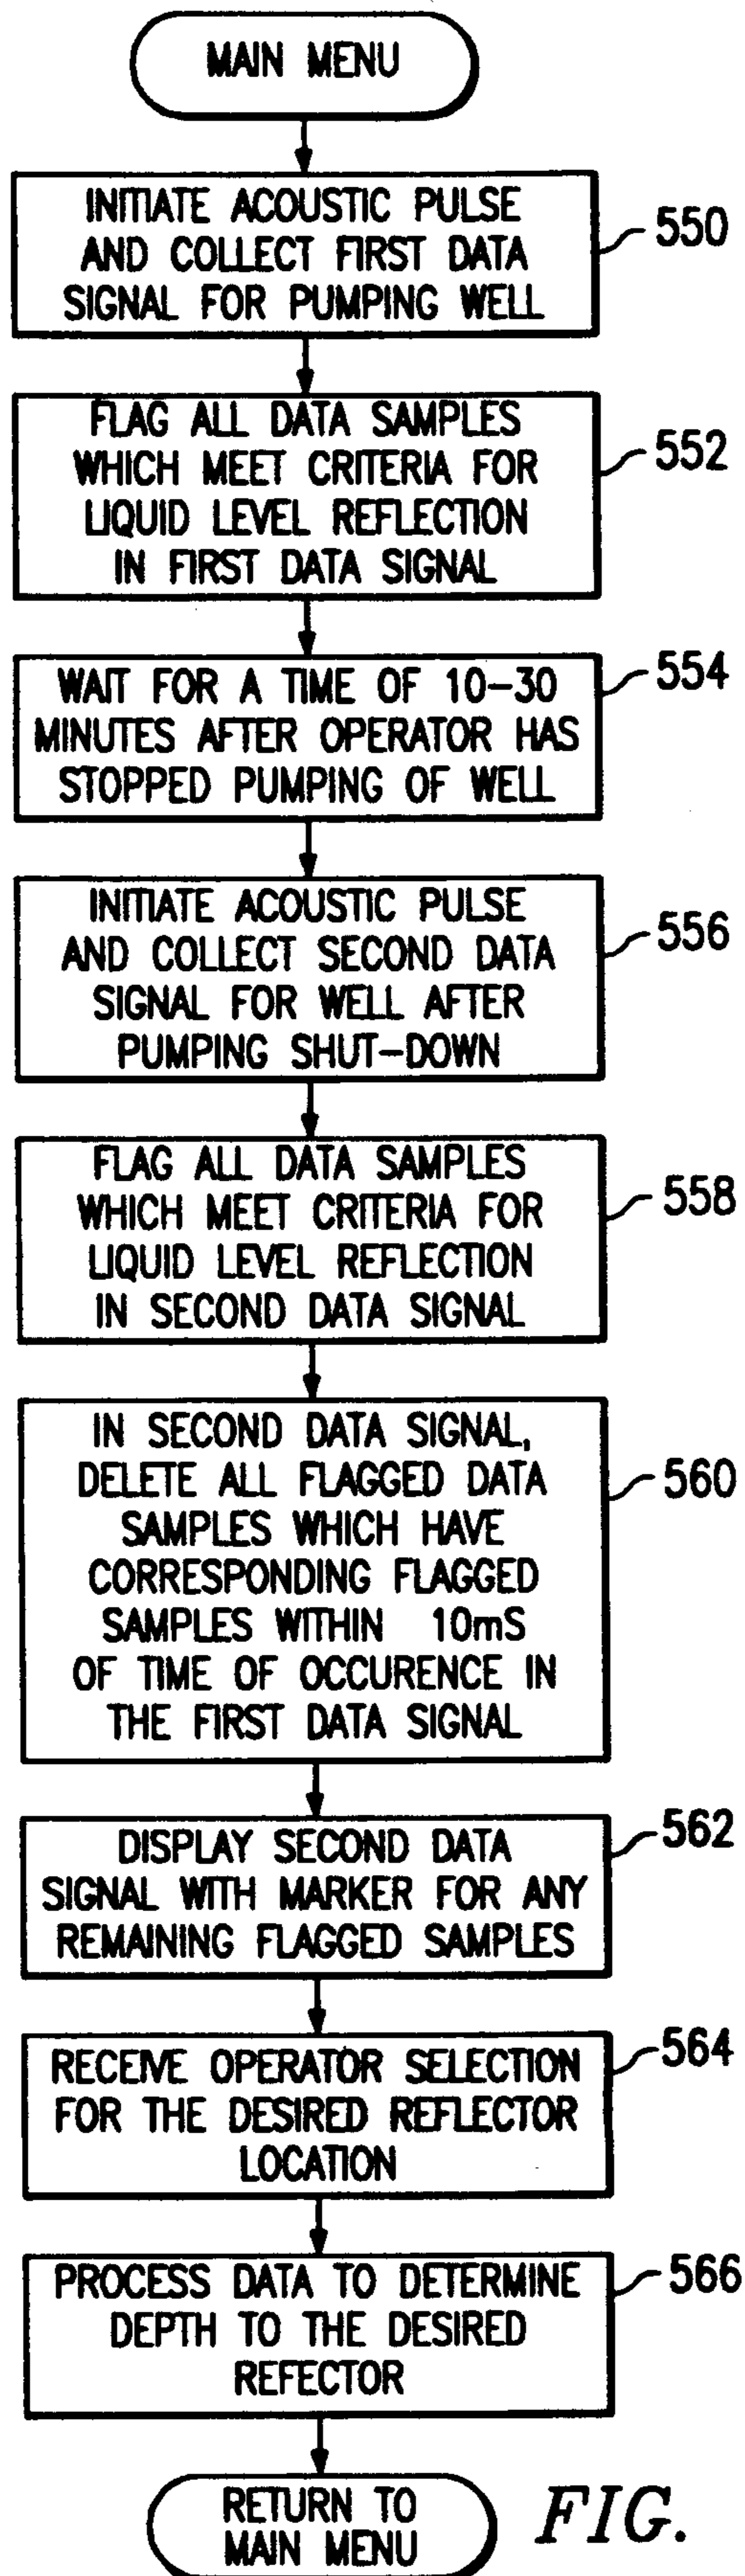 MAIN MENU
INITIATE ACOUSTIC PULSE
AND COLLECT FIRST DATA
SIGNAL FOR PUMPING WELL
550
FLAG ALL DATA SAMPLES
WHICH MEET CRITERIA FOR
LIQUID LEVEL REFLECTION
IN FIRST DATA SIGNAL
552
WAIT FOR A TIME OF 10-30
MINUTES AFTER OPERATOR HAS
STOPPED PUMPING OF WELL
554
INITIATE ACOUSTIC PULSE
AND COLLECT SECOND DATA
SIGNAL FOR WELL AFTER
PUMPING SHUT-DOWN
556
FLAG ALL DATA SAMPLES
WHICH MEET CRITERIA FOR
LIQUID LEVEL REFLECTION
IN SECOND DATA SIGNAL
558
IN SECOND DATA SIGNAL,
DELETE ALL FLAGGED DATA
SAMPLES WHICH HAVE
CORRESPONDING FLAGGED
SAMPLES WITHIN 10mS
OF TIME OF OCCURENCE IN
THE FIRST DATA SIGNAL
560
DISPLAY SECOND DATA
SIGNAL WITH MARKER FOR ANY
REMAINING FLAGGED SAMPLES
562
RECEIVE OPERATOR SELECTION
FOR THE DESIRED REFLECTOR
LOCATION
564
PROCESS DATA TO DETERMINE
DEPTH TO THE DESIRED
REFECTOR
566
RETURN TO
MAIN MENU
FIG.